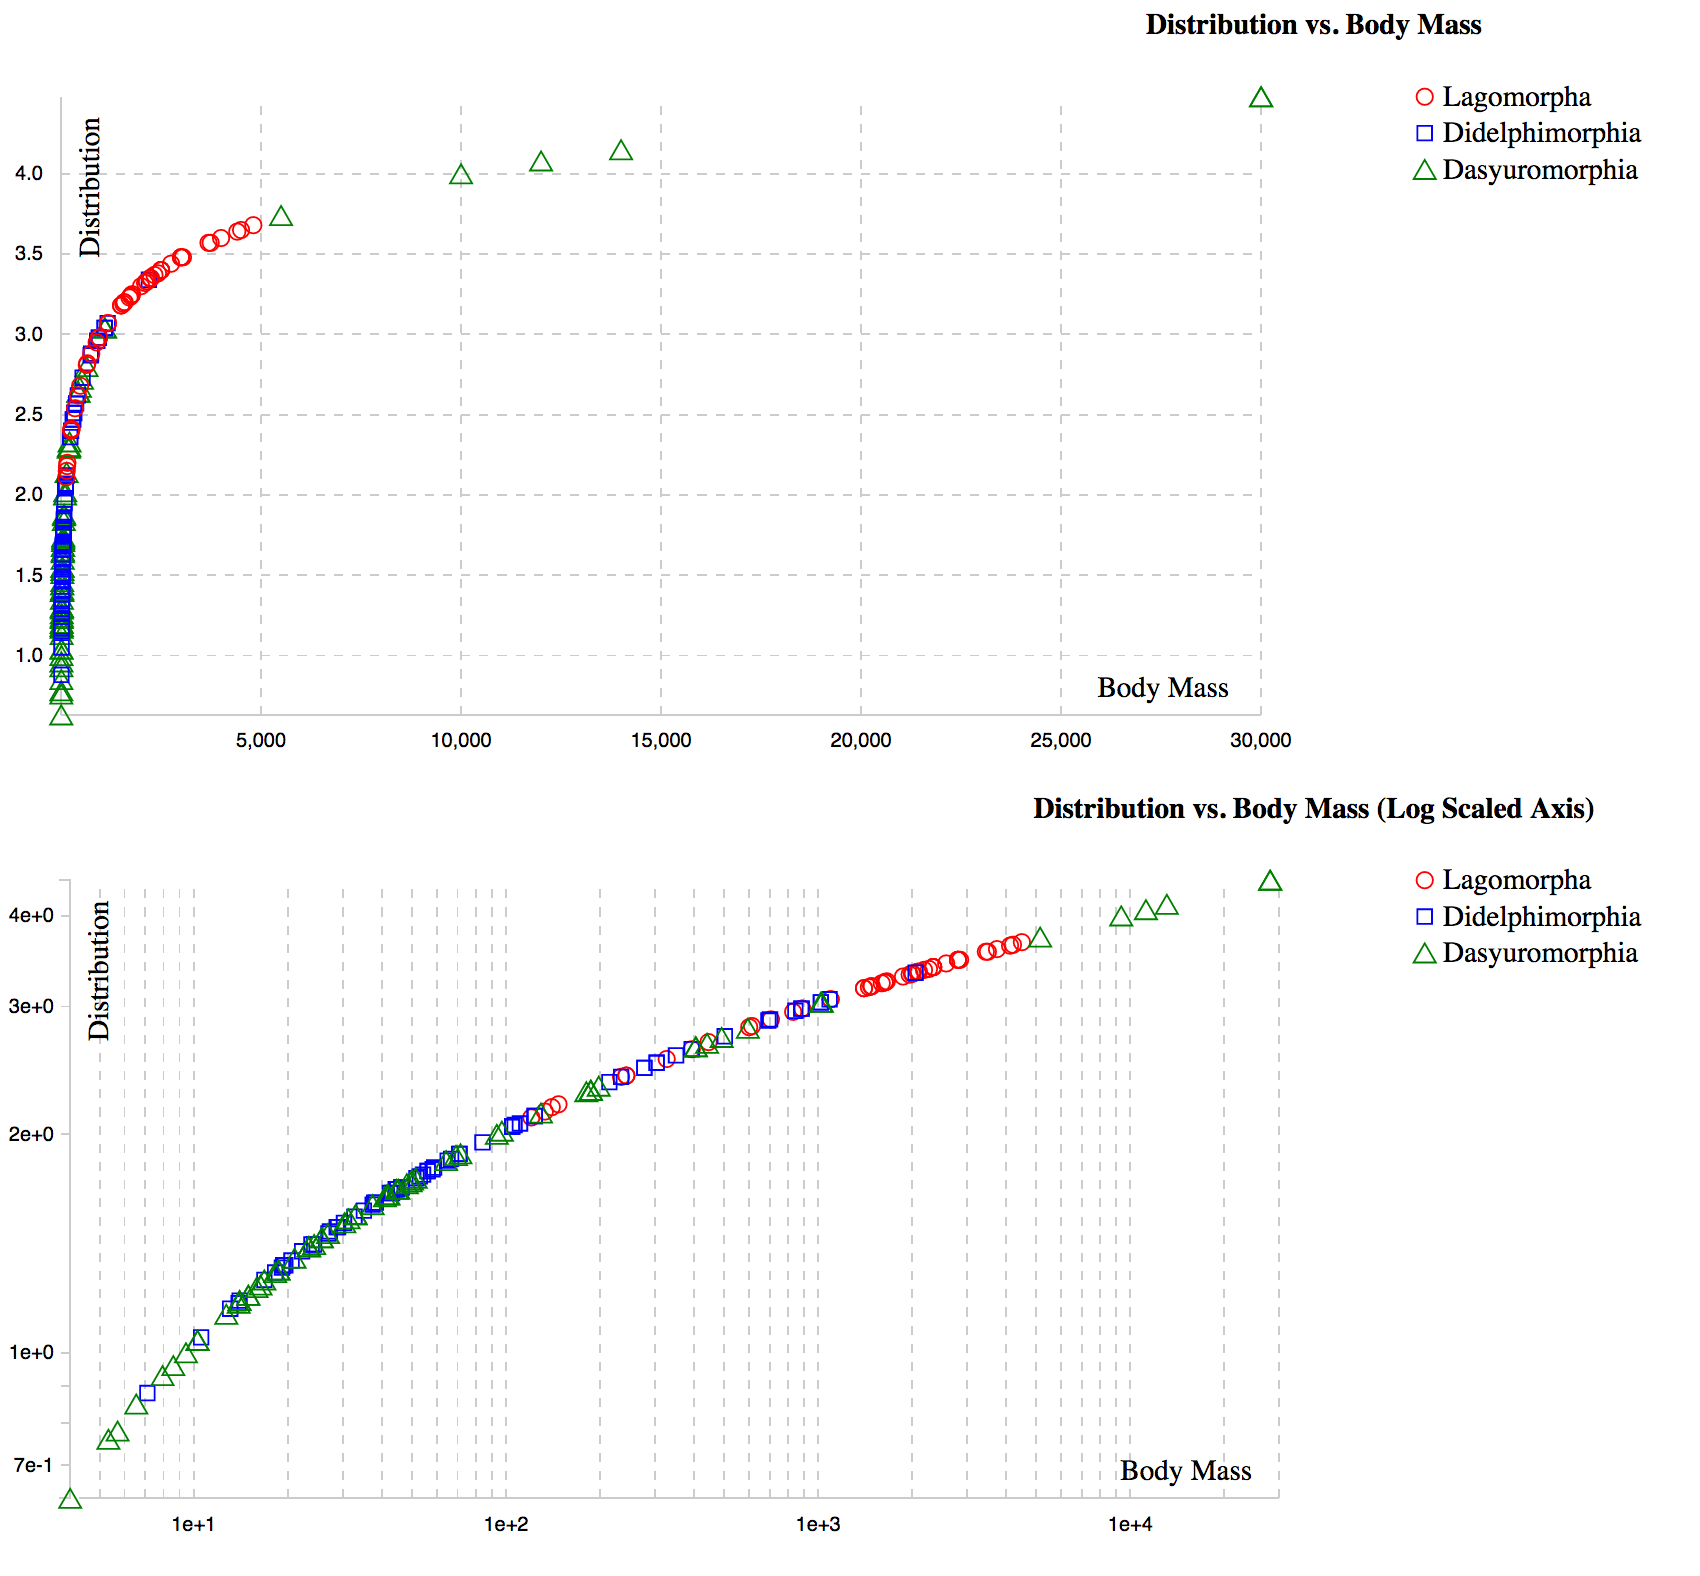 Distribution vs. Body Mass
Lagomorpha
Didelphimorphia
Dasyuromorphia
Distribution
4.0
3.5
3.0
2.5
2.0
1.5
1.0
Body Mass
5,000 10,000 15,000 20,000 25,000 30,000
Distribution vs. Body Mass (Log Scaled Axis)
Lagomorpha
Didelphimorphia
Dasyuromorphia
Distribution
4e+0
3e+0
2e+0
1e+0
7e-1
Body Mass
1e+1 1e+2 1e+3 1e+4